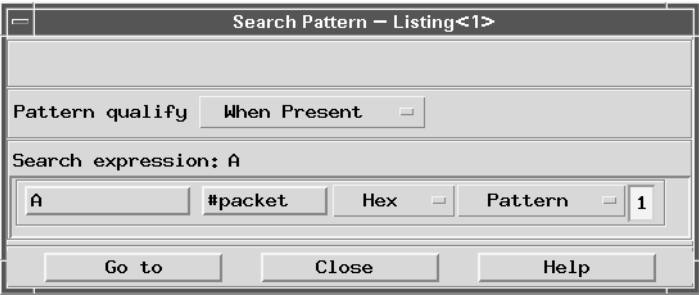 Search Pattern — Listing<1>
Pattern qualify When Present
Search expression: A
A #packet Hex Pattern 1
Go to Close Help